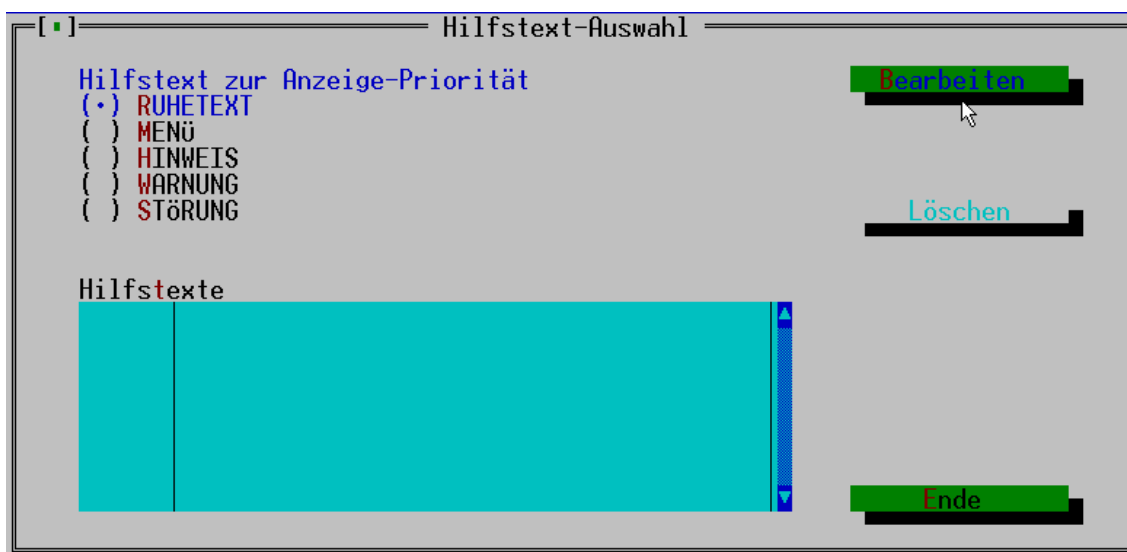 Hilfstext-Auswahl
Hilfstext zur Anzeige-Priorität
(•) RUHETEXT
( ) MENü
( ) HINWEIS
( ) WARNUNG
( ) STöRUNG
Bearbeiten
Löschen
Hilfstexte
Ende